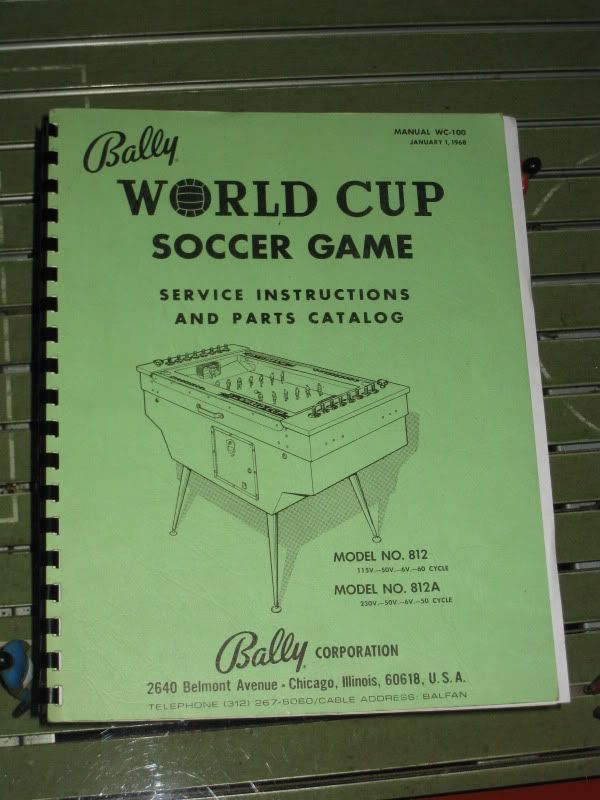 MANUAL WC-100
JANUARY 1, 1968
Bally
WORLD CUP
SOCCER GAME
SERVICE INSTRUCTIONS
AND PARTS CATALOG
MODEL NO. 812
115V.—50V.—6V.—60 CYCLE
MODEL NO. 812A
230V.—50V.—6V.—50 CYCLE
Bally CORPORATION
2640 Belmont Avenue - Chicago, Illinois, 60618, U. S. A.
TELEPHONE (312) 267-6060/CABLE ADDRESS: BALFAN